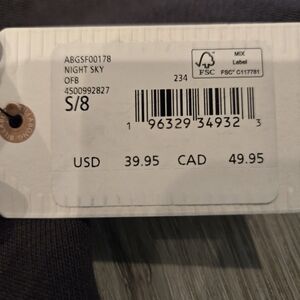 ABGSF00178
NIGHT SKY
OFB
4S00992827
S/8
234
FSC
MIX
Label
FSC® C117781
1 96329 34932 3
USD 39.95 CAD 49.95